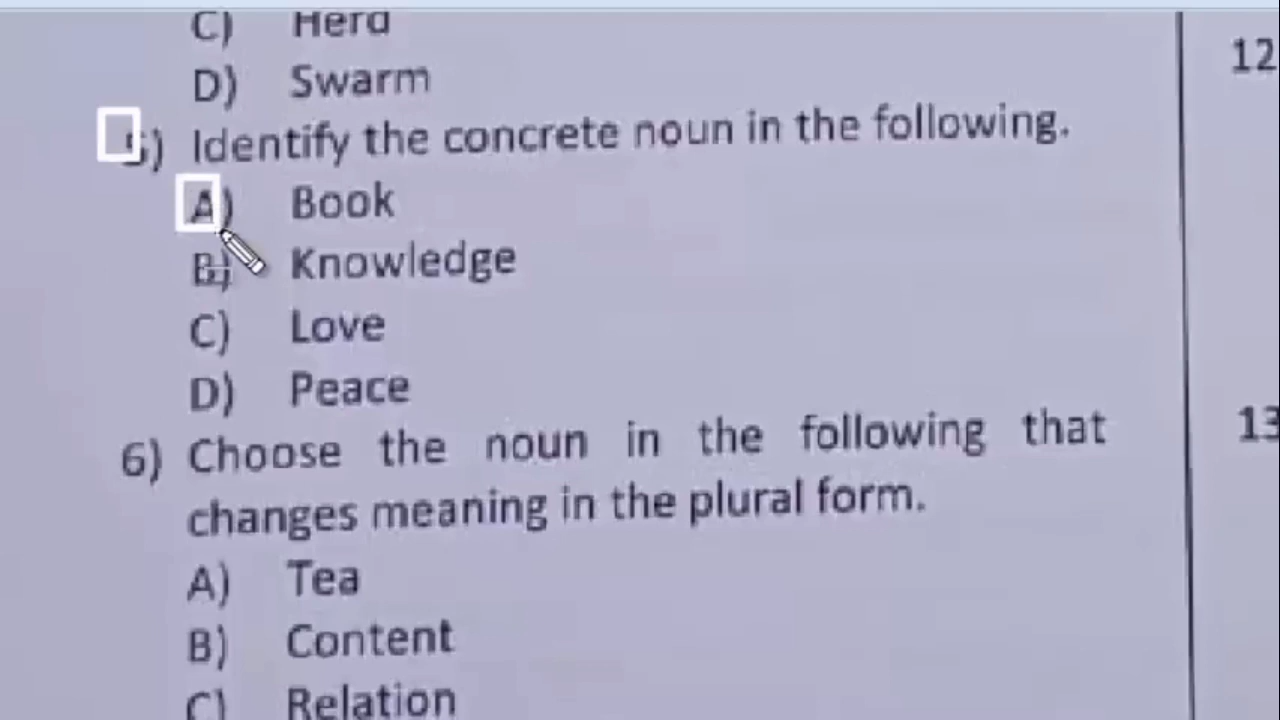 C) Herd
D) Swarm
5) Identify the concrete noun in the following.
A) Book
B) Knowledge
C) Love
D) Peace
6) Choose the noun in the following that
changes meaning in the plural form.
A) Tea
B) Content
C) Relation
12
13